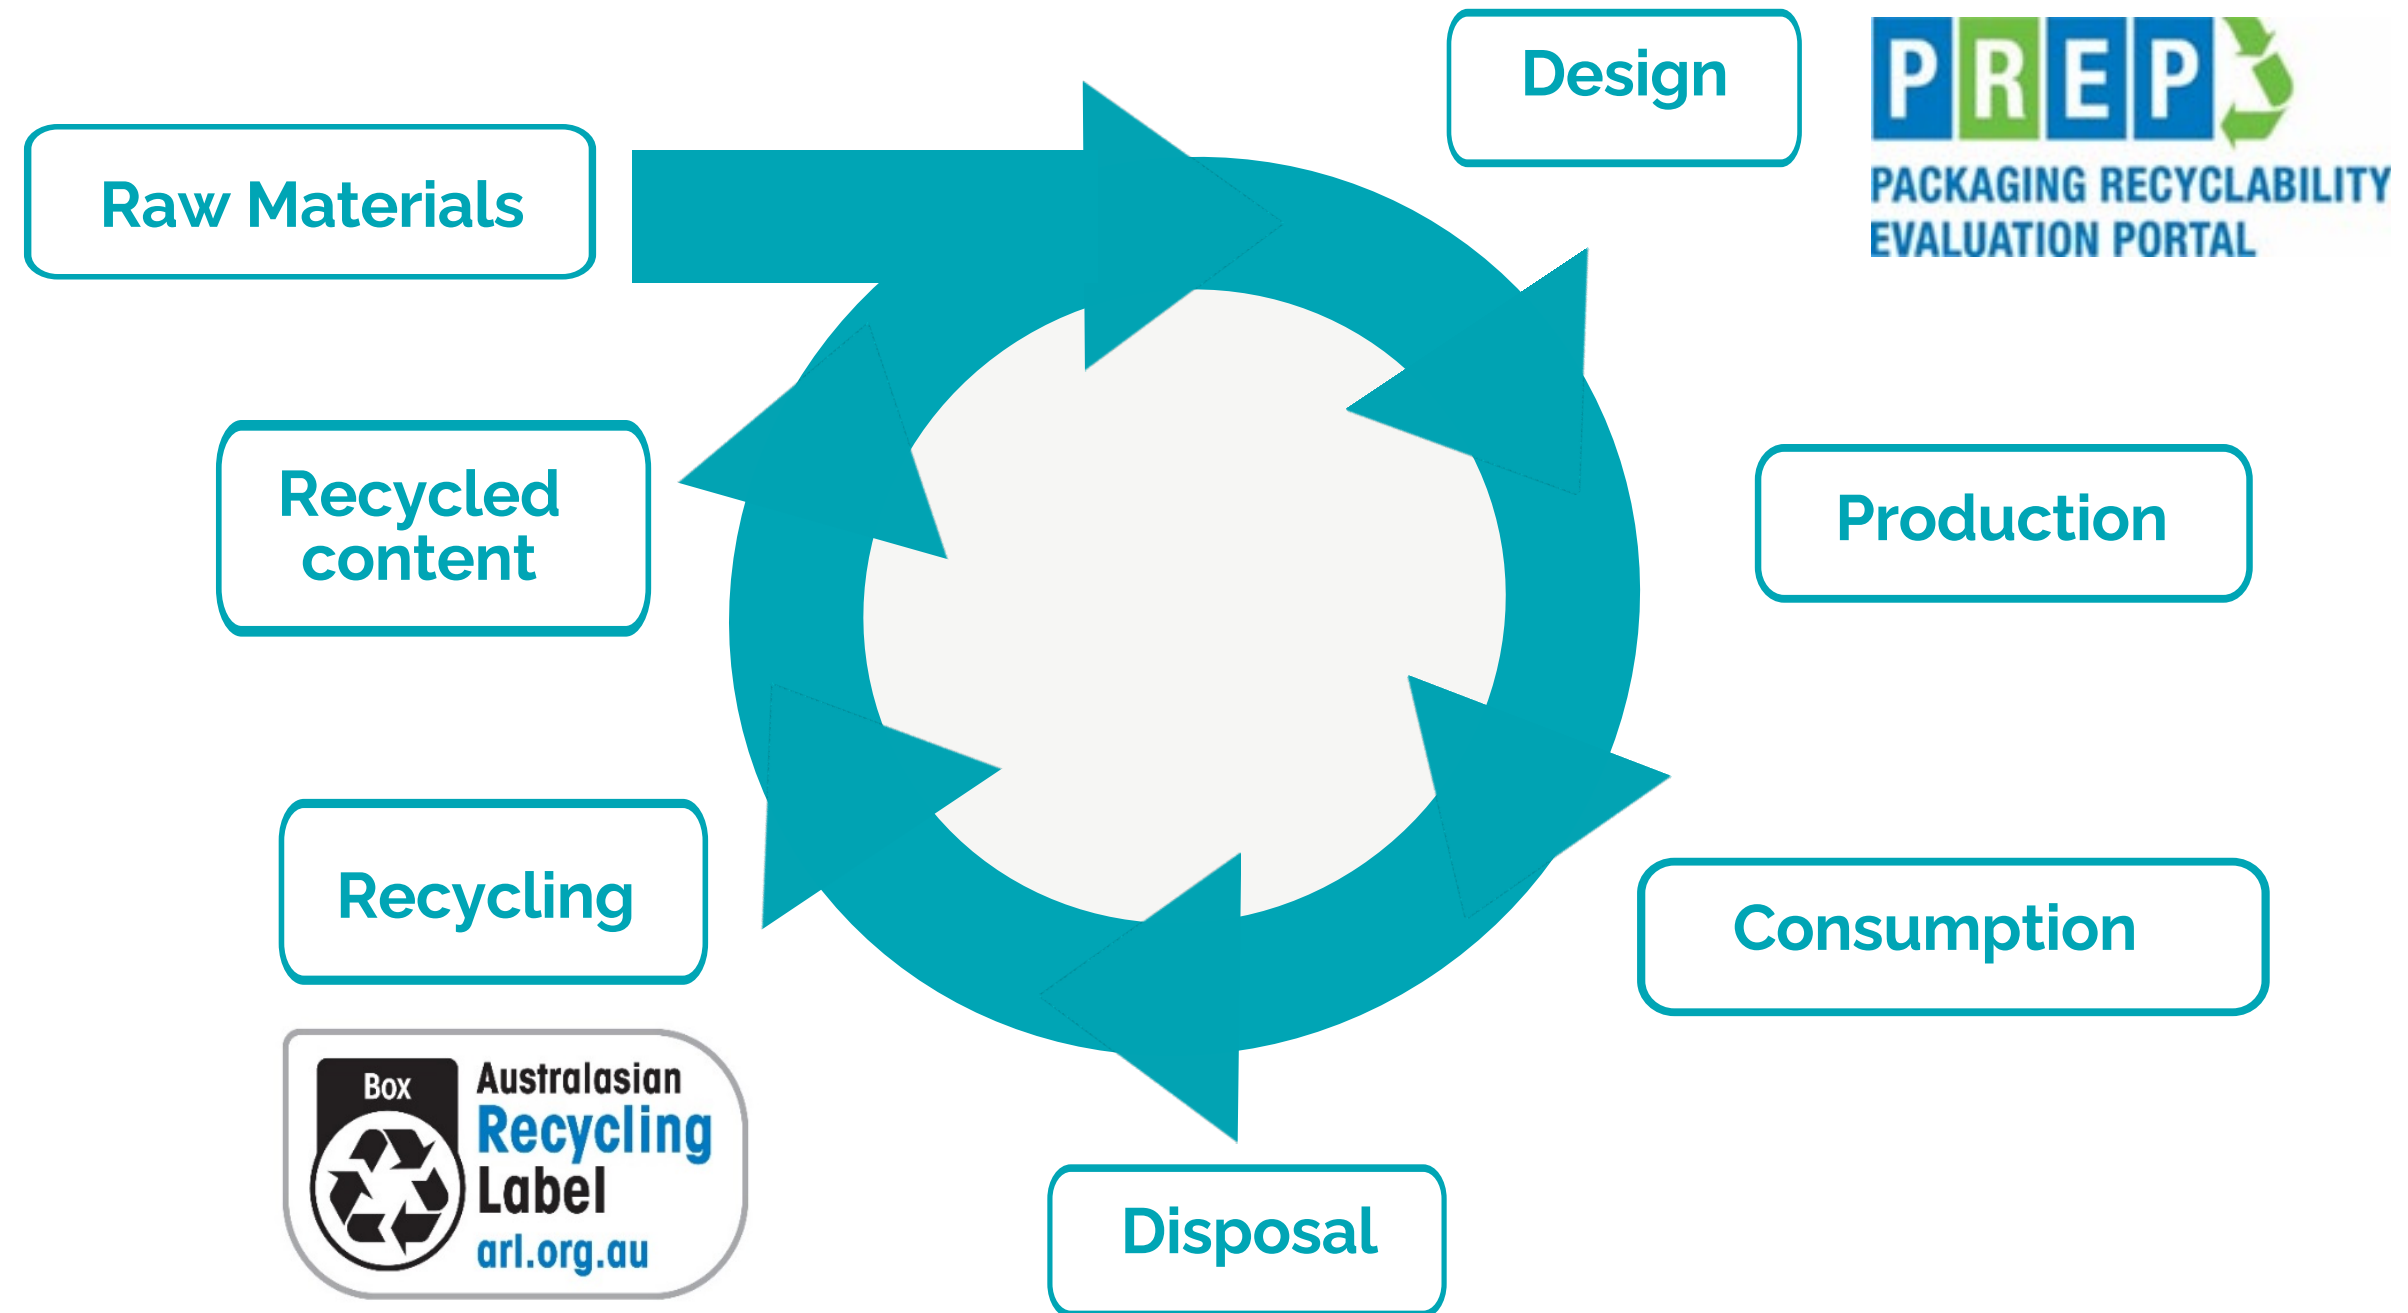 Design
PREP
PACKAGING RECYCLABILITY
EVALUATION PORTAL
Raw Materials
Recycled
content
Production
Recycling
Consumption
Box
Australasian
Recycling
Label
arl.org.au
Disposal